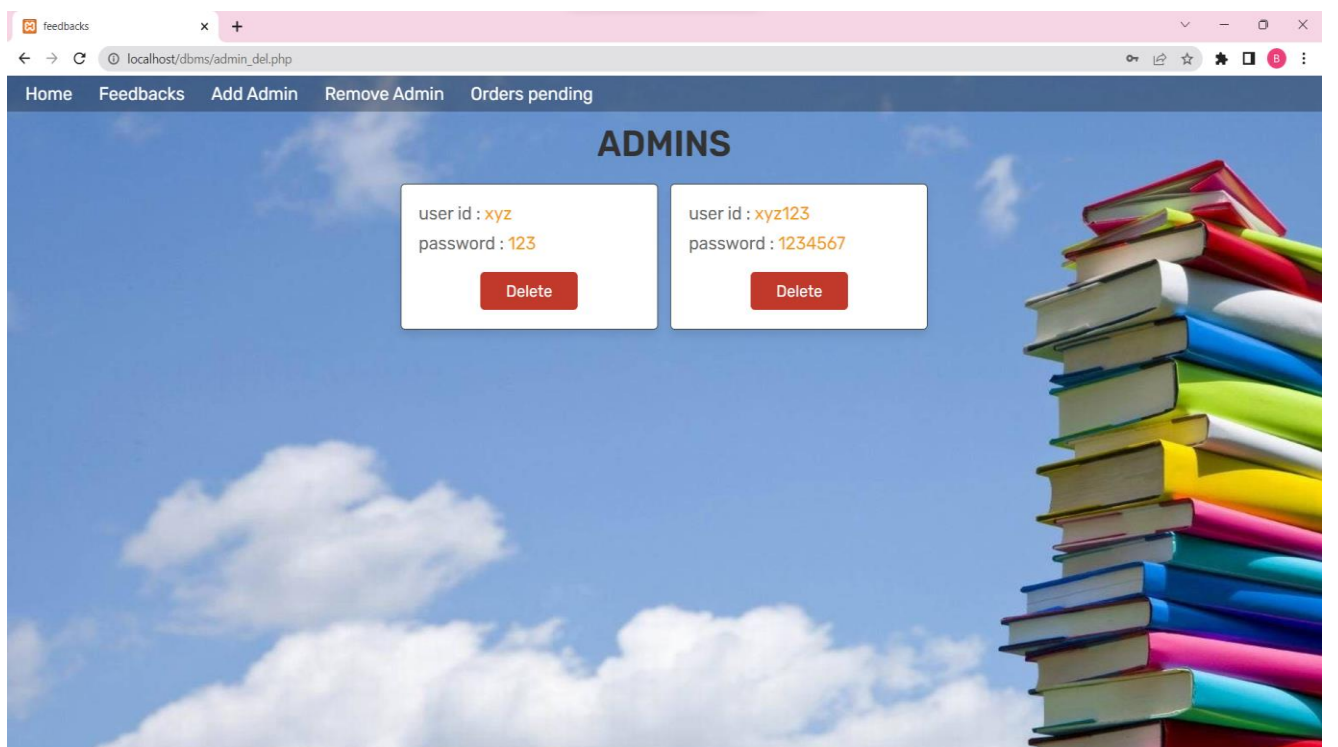 feedbacks
localhost/dbms/admin_del.php
B
Home Feedbacks Add Admin Remove Admin Orders pending
ADMINS
user id : xyz
password : 123
Delete
user id : xyz123
password : 1234567
Delete